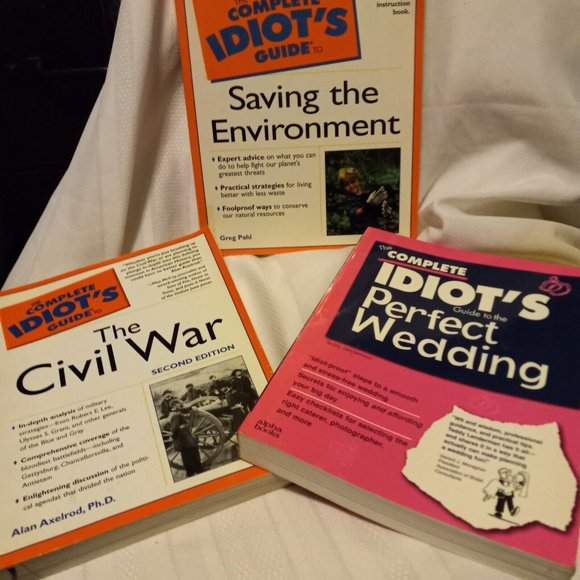 THE
COMPLETE
IDIOT'S
GUIDE® TO
instruction
book.
Saving the
Environment
♦ Expert advice on what you can
do to help fight our planet's
greatest threats
♦ Practical strategies for living
better with less waste
♦ Foolproof ways to conserve
our natural resources
Greg Pahl
THE
COMPLETE
IDIOT'S
GUIDE TO
The
Civil War
SECOND EDITION
♦ In-depth analysis of military
strategies—from Robert E. Lee,
Ulysses S. Grant, and other generals
of the Blue and Gray
♦ Comprehensive coverage of the
bloodiest battlefields—including
Gettysburg, Chancellorsville, and
Antietam
♦ Enlightening discussion of the politi-
cal agendas that divided the nation
Alan Axelrod, Ph.D.
The
COMPLETE
IDIOT'S
Guide to the
Perfect
Wedding
"Idiot-proof" steps to a smooth
and stress-free wedding
Secrets for enjoying and affording
your big day
Easy checklists for selecting the
right caterer, photographer,
and more
alpha
books